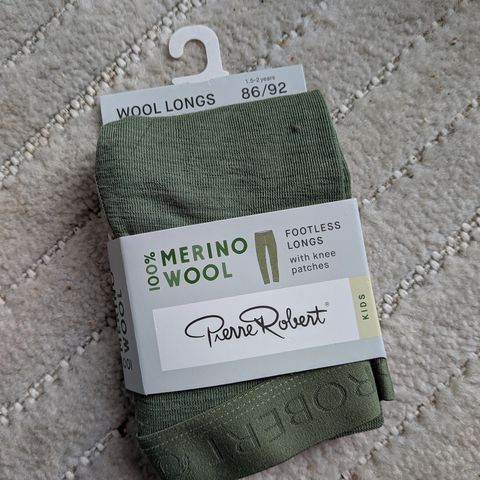 1.5-2 years
WOOL LONGS 86/92
100%
MERINO
WOOL
FOOTLESS
LONGS
with knee
patches
Pierre Robert®
KIDS
ROBERT